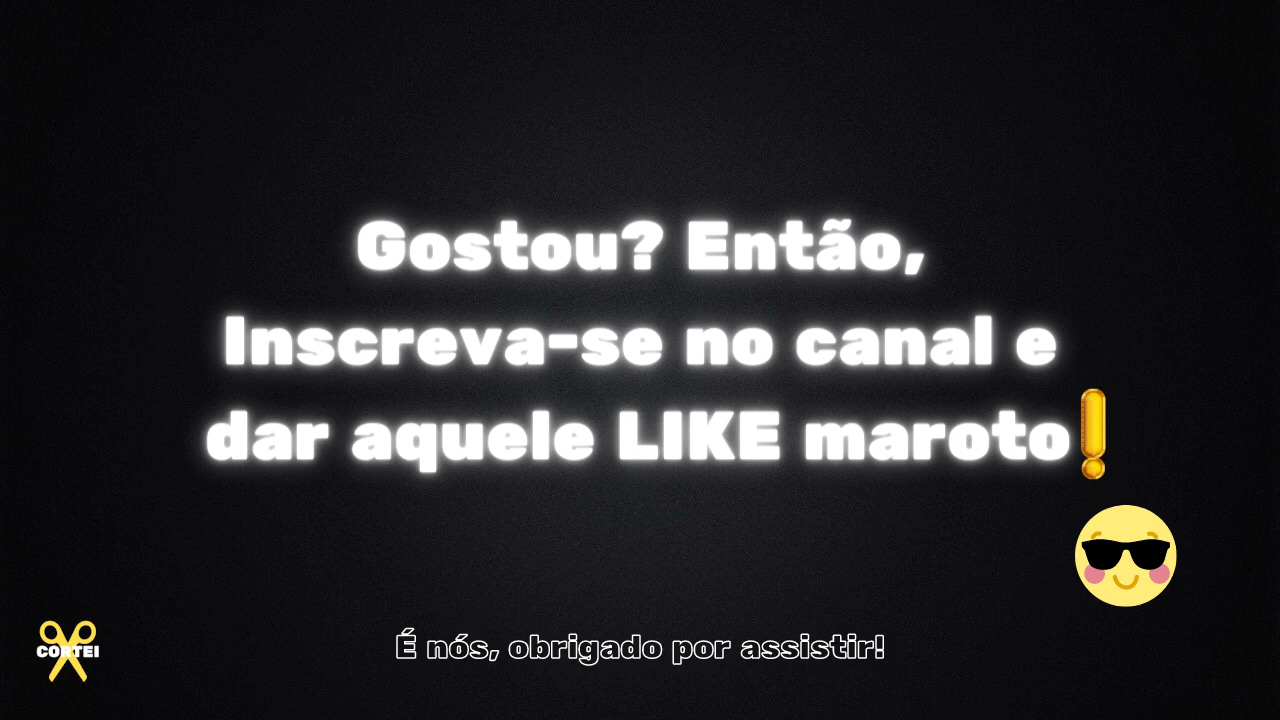 Gostou? Então,
Inscreva-se no canal e
dar aquele LIKE maroto!
É nós, obrigado por assistir!
CORTEI